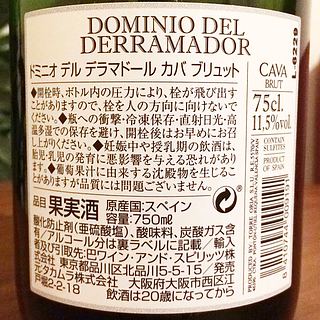 DOMINIO DEL
DERRAMADOR
ドミニオ デル デラマドール カバ ブリュット
◆開栓時、ボトル内の圧力により、栓が飛び出す
ことがありますので、栓を人の方向に向けないで
ください。◆瓶への衝撃・冷凍保存・直射日光・高
温多湿での保存を避け、開栓後はお早めにお召
し上がりください。◆妊娠中や授乳期の飲酒は、
胎児・乳児の発育に悪影響を与える恐れがあり
ます。◆葡萄果汁に由来する沈殿物を生じるこ
とがありますが品質には問題ございません。
品目 果実酒 原産国:スペイン
容量:750mℓ
酸化防止剤(亜硫酸塩)、酸味料、炭酸ガス含
有/アルコール分は裏ラベルに記載/輸入
者及び引取先:巴ワイン・アンド・スピリッツ株式
会社 東京都品川区北品川5-5-15/発売
元:タカムラ株式会社 大阪府大阪市西区江
戸堀2-2-18 飲酒は20歳になってから
CAVA
BRUT
75cl.
11,5%vol.
CONTAIN SULFITES
PRODUCT
OF SPAIN
L-6229